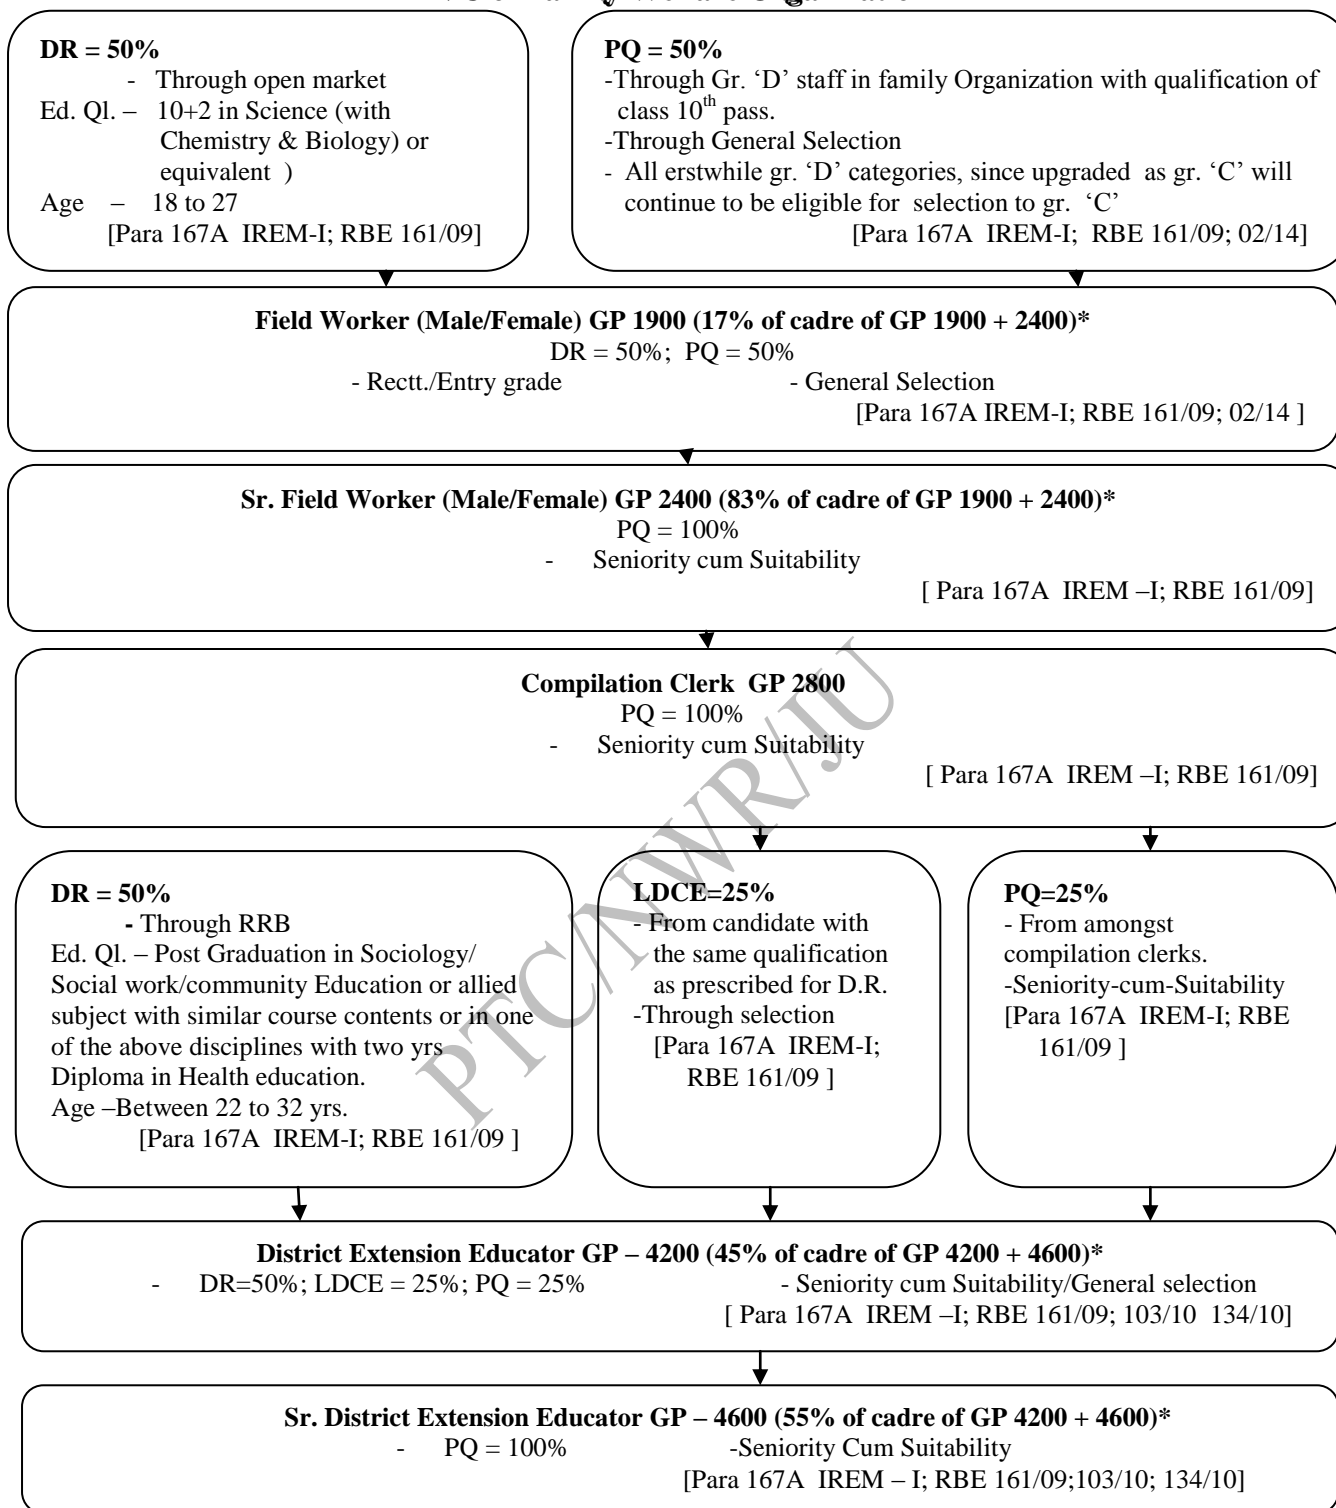 DR = 50%
- Through open market
Ed. Ql. – 10+2 in Science (with
Chemistry & Biology) or
equivalent )
Age – 18 to 27
[Para 167A IREM-I; RBE 161/09]
PQ = 50%
-Through Gr. ‘D’ staff in family Organization with qualification of
class 10th pass.
-Through General Selection
- All erstwhile gr. ‘D’ categories, since upgraded as gr. ‘C’ will
continue to be eligible for selection to gr. ‘C’
[Para 167A IREM-I; RBE 161/09; 02/14]
Field Worker (Male/Female) GP 1900 (17% of cadre of GP 1900 + 2400)*
DR = 50%; PQ = 50%
- Rectt./Entry grade - General Selection
[Para 167A IREM-I; RBE 161/09; 02/14 ]
Sr. Field Worker (Male/Female) GP 2400 (83% of cadre of GP 1900 + 2400)*
PQ = 100%
- Seniority cum Suitability
[ Para 167A IREM –I; RBE 161/09]
Compilation Clerk GP 2800
PQ = 100%
- Seniority cum Suitability
[ Para 167A IREM –I; RBE 161/09]
PTC/NWR/JU
DR = 50%
- Through RRB
Ed. Ql. – Post Graduation in Sociology/
Social work/community Education or allied
subject with similar course contents or in one
of the above disciplines with two yrs
Diploma in Health education.
Age –Between 22 to 32 yrs.
[Para 167A IREM-I; RBE 161/09 ]
LDCE=25%
- From candidate with
the same qualification
as prescribed for D.R.
-Through selection
[Para 167A IREM-I;
RBE 161/09 ]
PQ=25%
- From amongst
compilation clerks.
-Seniority-cum-Suitability
[Para 167A IREM-I; RBE
161/09 ]
District Extension Educator GP – 4200 (45% of cadre of GP 4200 + 4600)*
- DR=50%; LDCE = 25%; PQ = 25% - Seniority cum Suitability/General selection
[ Para 167A IREM –I; RBE 161/09; 103/10 134/10]
Sr. District Extension Educator GP – 4600 (55% of cadre of GP 4200 + 4600)*
- PQ = 100% -Seniority Cum Suitability
[Para 167A IREM – I; RBE 161/09;103/10; 134/10]